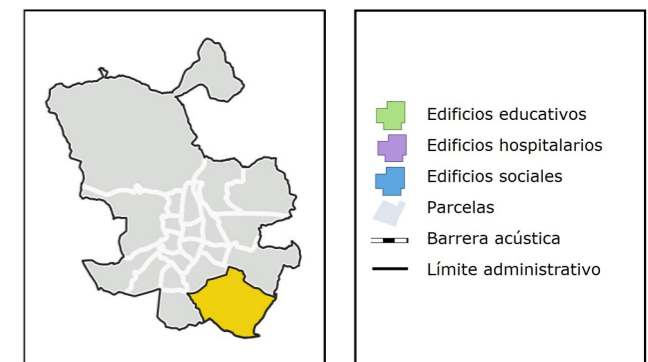 Edificios educativos
Edificios hospitalarios
Edificios sociales
Parcelas
Barrera acústica
Límite administrativo